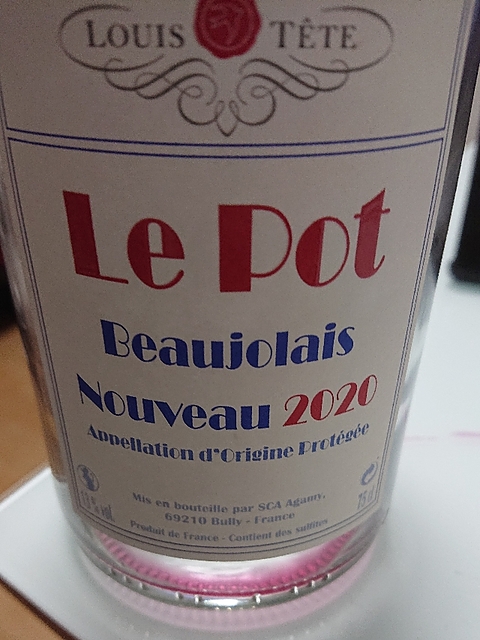 LOUIS TÊTE
Le Pot
Beaujolais
Nouveau 2020
Appellation d'Origine Protégée
Mis en bouteille par SCA Agamy,
69210 Bully - France
Produit de France - Contient des sulfites
75 cl